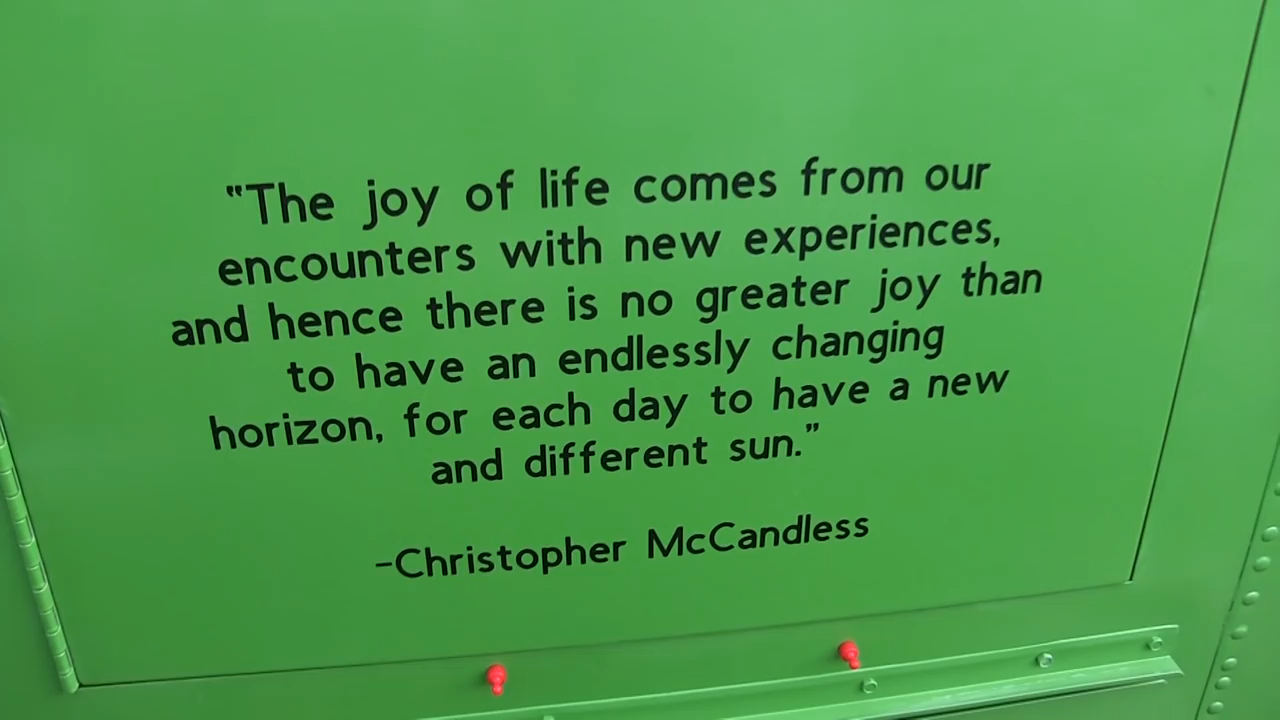 "The joy of life comes from our
encounters with new experiences,
and hence there is no greater joy than
to have an endlessly changing
horizon, for each day to have a new
and different sun."
-Christopher McCandless